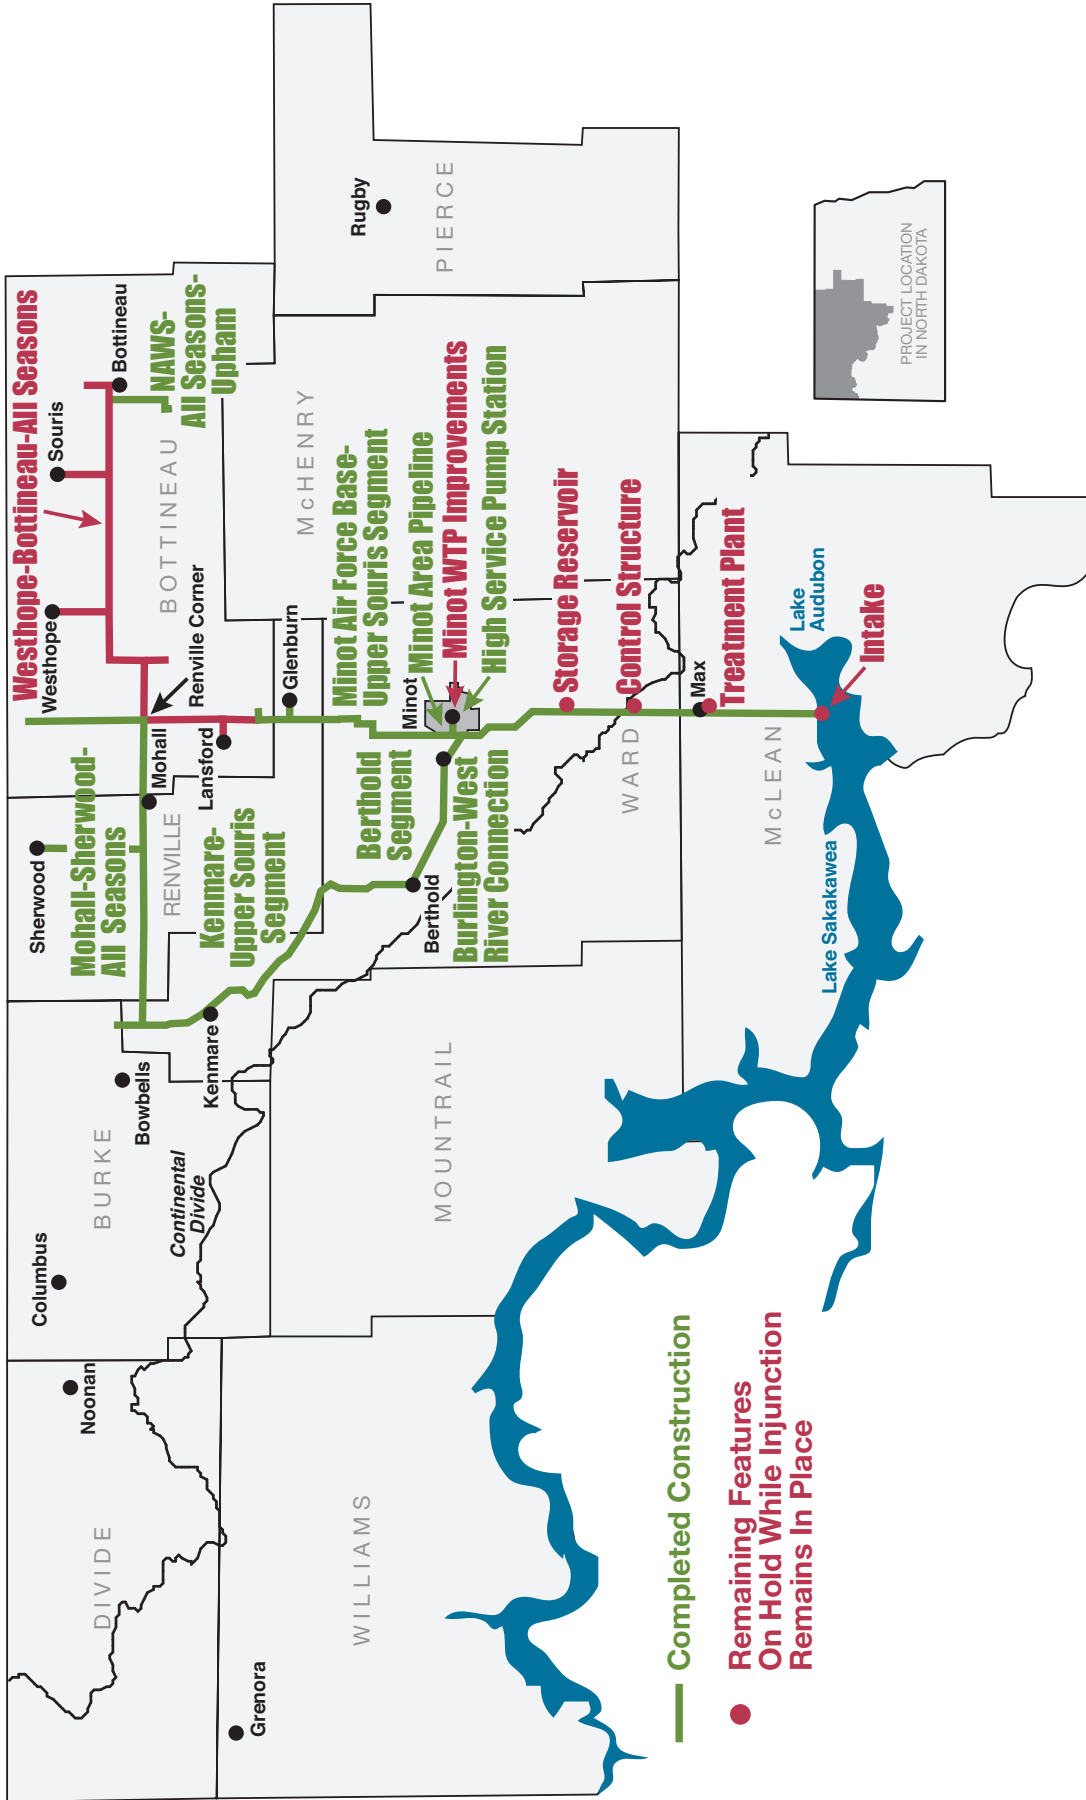 Westhope-Bottineau-All Seasons
Souris
Bottineau
Westhope
NAWS-
All Seasons-
Upham
BOTTINEAU
Renville Corner
Rugby
PIERCE
McHENRY
Sherwood
Mohall-Sherwood-
All Seasons
Mohall
RENVILLE
Lansford
Glenburn
Kenmare-
Upper Souris
Segment
Minot Air Force Base-
Upper Souris Segment
Minot Area Pipeline
Minot WTP Improvements
High Service Pump Station
Minot
Berthold
Segment
Berthold
Burlington-West
River Connection
Storage Reservoir
Control Structure
WARD
Max
Treatment Plant
McLEAN
Lake
Audubon
Intake
Lake Sakakawea
Kenmare
Bowbells
BURKE
Columbus
Continental
Divide
MOUNTRAIL
Noonan
DIVIDE
WILLIAMS
Grenora
Completed Construction
Remaining Features
On Hold While Injunction
Remains In Place
PROJECT LOCATION
IN NORTH DAKOTA